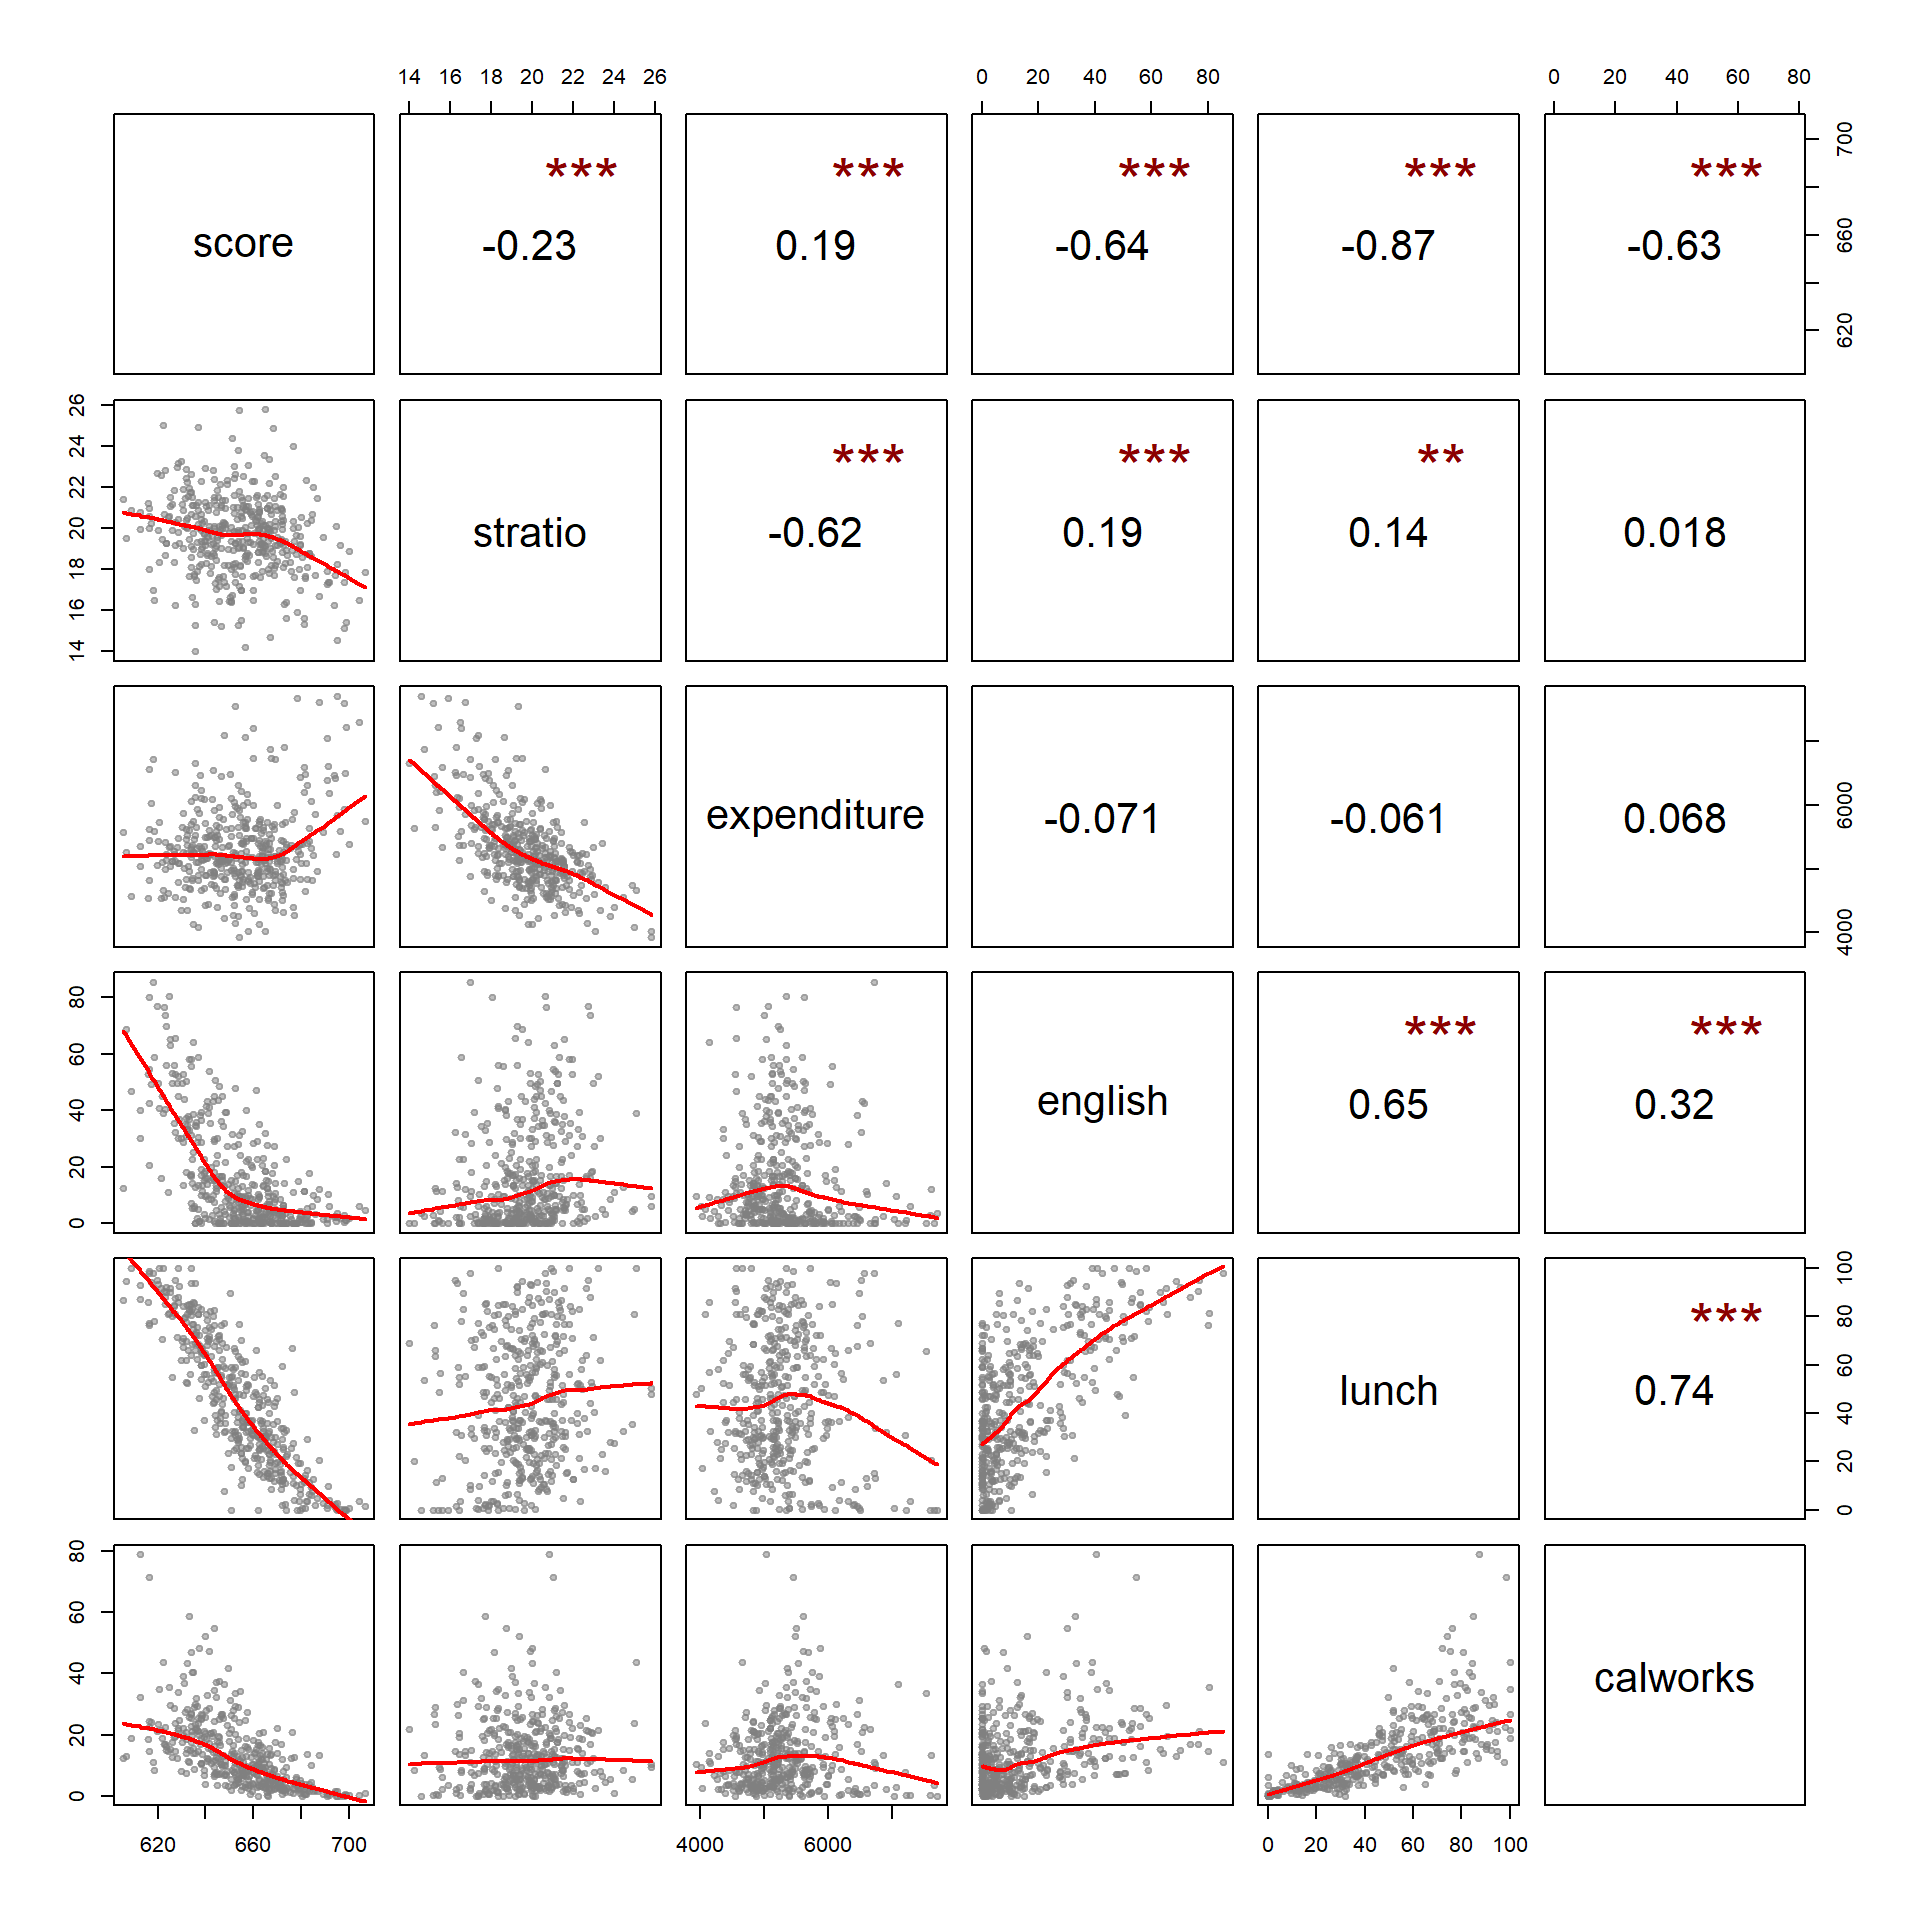 14 16 18 20 22 24 26 0 20 40 60 80 0 20 40 60 80
*** *** *** *** ***
score -0.23 0.19 -0.64 -0.87 -0.63
620 660 700
14 16 18 20 22 24 26
*** *** **
stratio -0.62 0.19 0.14 0.018
expenditure -0.071 -0.061 0.068
4000 6000
0 20 40 60 80
*** ***
english 0.65 0.32
***
lunch 0.74
0 20 40 60 80 100
0 20 40 60 80
calworks
620 660 700 4000 6000 0 20 40 60 80 100